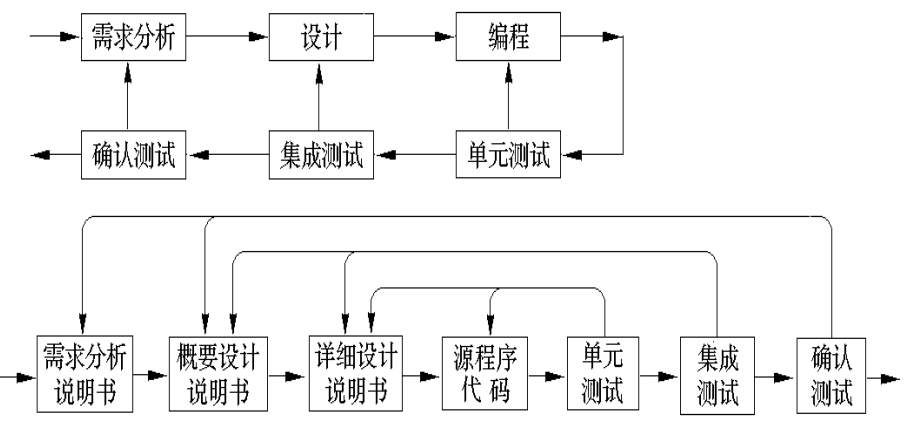 需求分析
设计
编程
确认测试
集成测试
单元测试
需求分析
说明书
概要设计
说明书
详细设计
说明书
源程序
代码
单元
测试
集成
测试
确认
测试